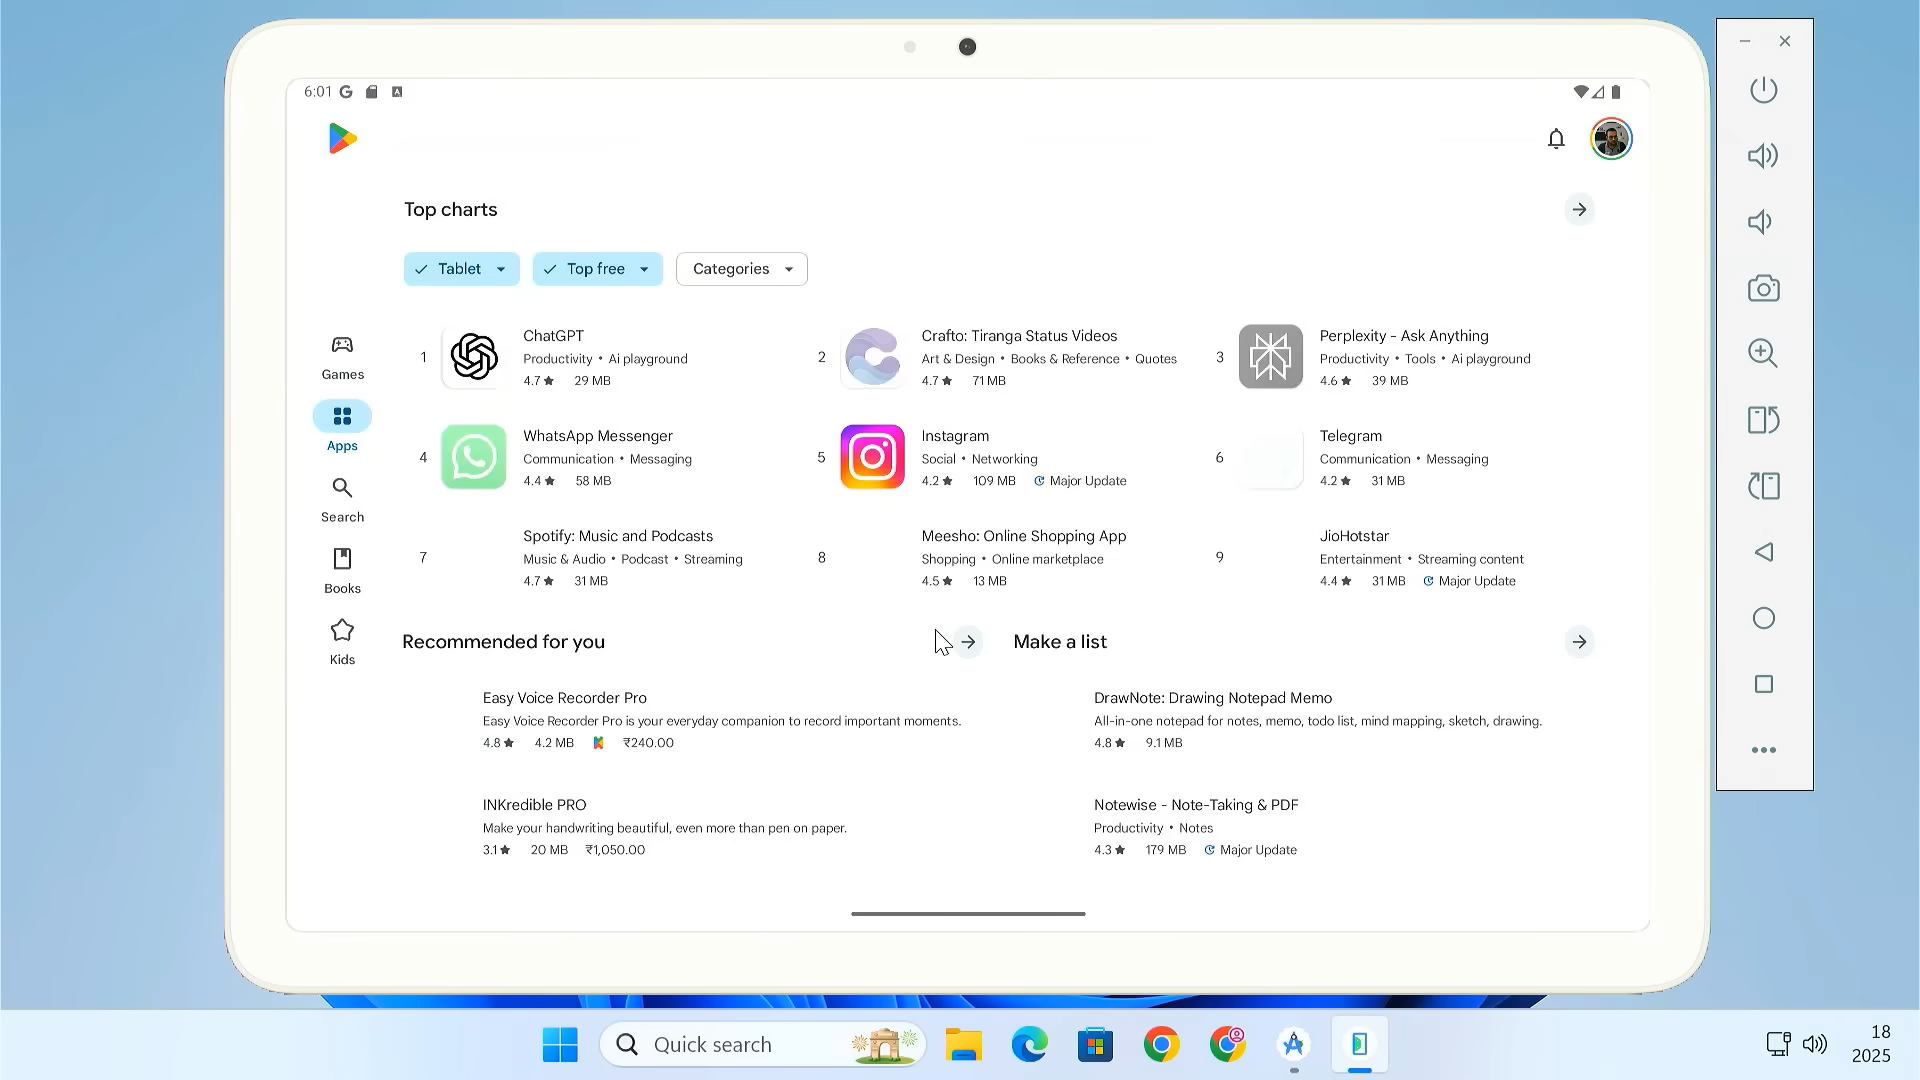 6:01
Top charts
Tablet
Top free
Categories
1
ChatGPT
Productivity • Ai playground
4.7★ 29 MB
2
Crafto: Tiranga Status Videos
Art & Design • Books & Reference • Quotes
4.7★ 71 MB
3
Perplexity - Ask Anything
Productivity • Tools • Ai playground
4.6★ 39 MB
4
WhatsApp Messenger
Communication • Messaging
4.4★ 58 MB
5
Instagram
Social • Networking
4.2★ 109 MB Major Update
6
Telegram
Communication • Messaging
4.2★ 31 MB
7
Spotify: Music and Podcasts
Music & Audio • Podcast • Streaming
4.7★ 31 MB
8
Meesho: Online Shopping App
Shopping • Online marketplace
4.5★ 13 MB
9
JioHotstar
Entertainment • Streaming content
4.4★ 31 MB Major Update
Games
Apps
Search
Books
Kids
Recommended for you
Easy Voice Recorder Pro
Easy Voice Recorder Pro is your everyday companion to record important moments.
4.8★ 4.2 MB ₹240.00
INKredible PRO
Make your handwriting beautiful, even more than pen on paper.
3.1★ 20 MB ₹1,050.00
Make a list
DrawNote: Drawing Notepad Memo
All-in-one notepad for notes, memo, todo list, mind mapping, sketch, drawing.
4.8★ 9.1 MB
Notewise - Note-Taking & PDF
Productivity • Notes
4.3★ 179 MB Major Update
Quick search
18
2025